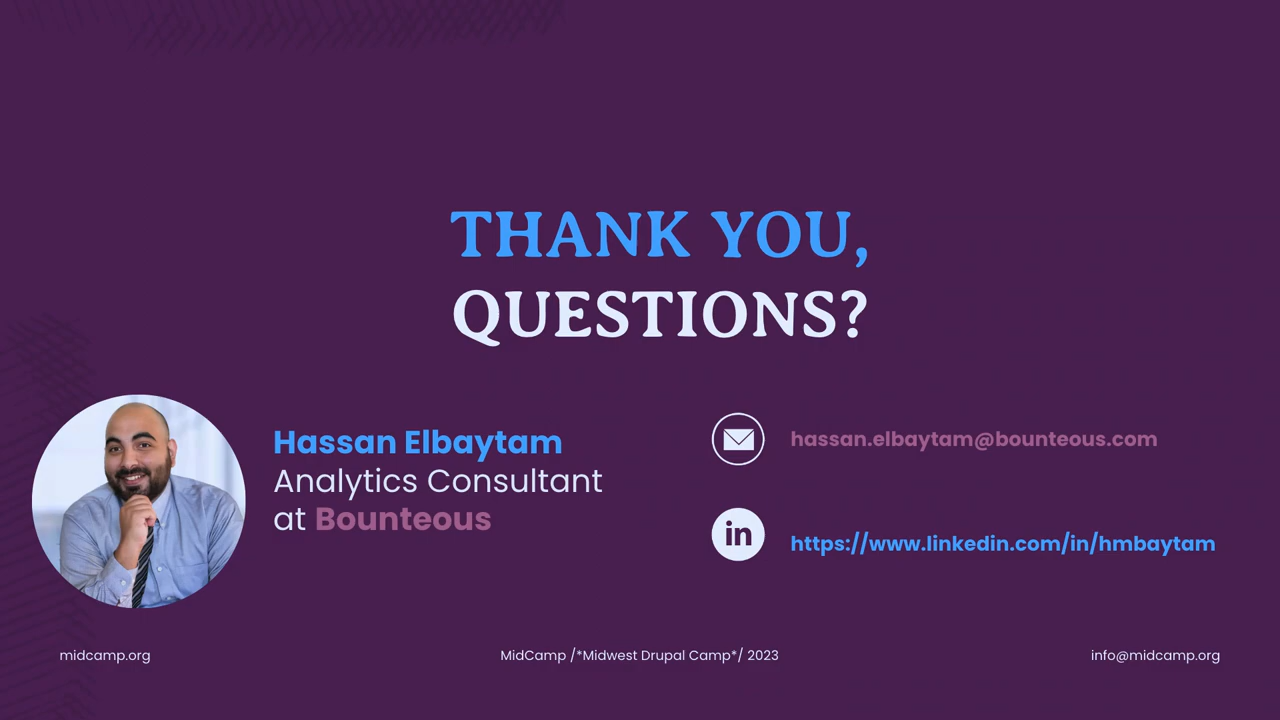 THANK YOU,
QUESTIONS?
Hassan Elbaytam
Analytics Consultant
at Bounteous
hassan.elbaytam@bounteous.com
in
https://www.linkedin.com/in/hmbaytam
midcamp.org
MidCamp /*Midwest Drupal Camp*/ 2023
info@midcamp.org